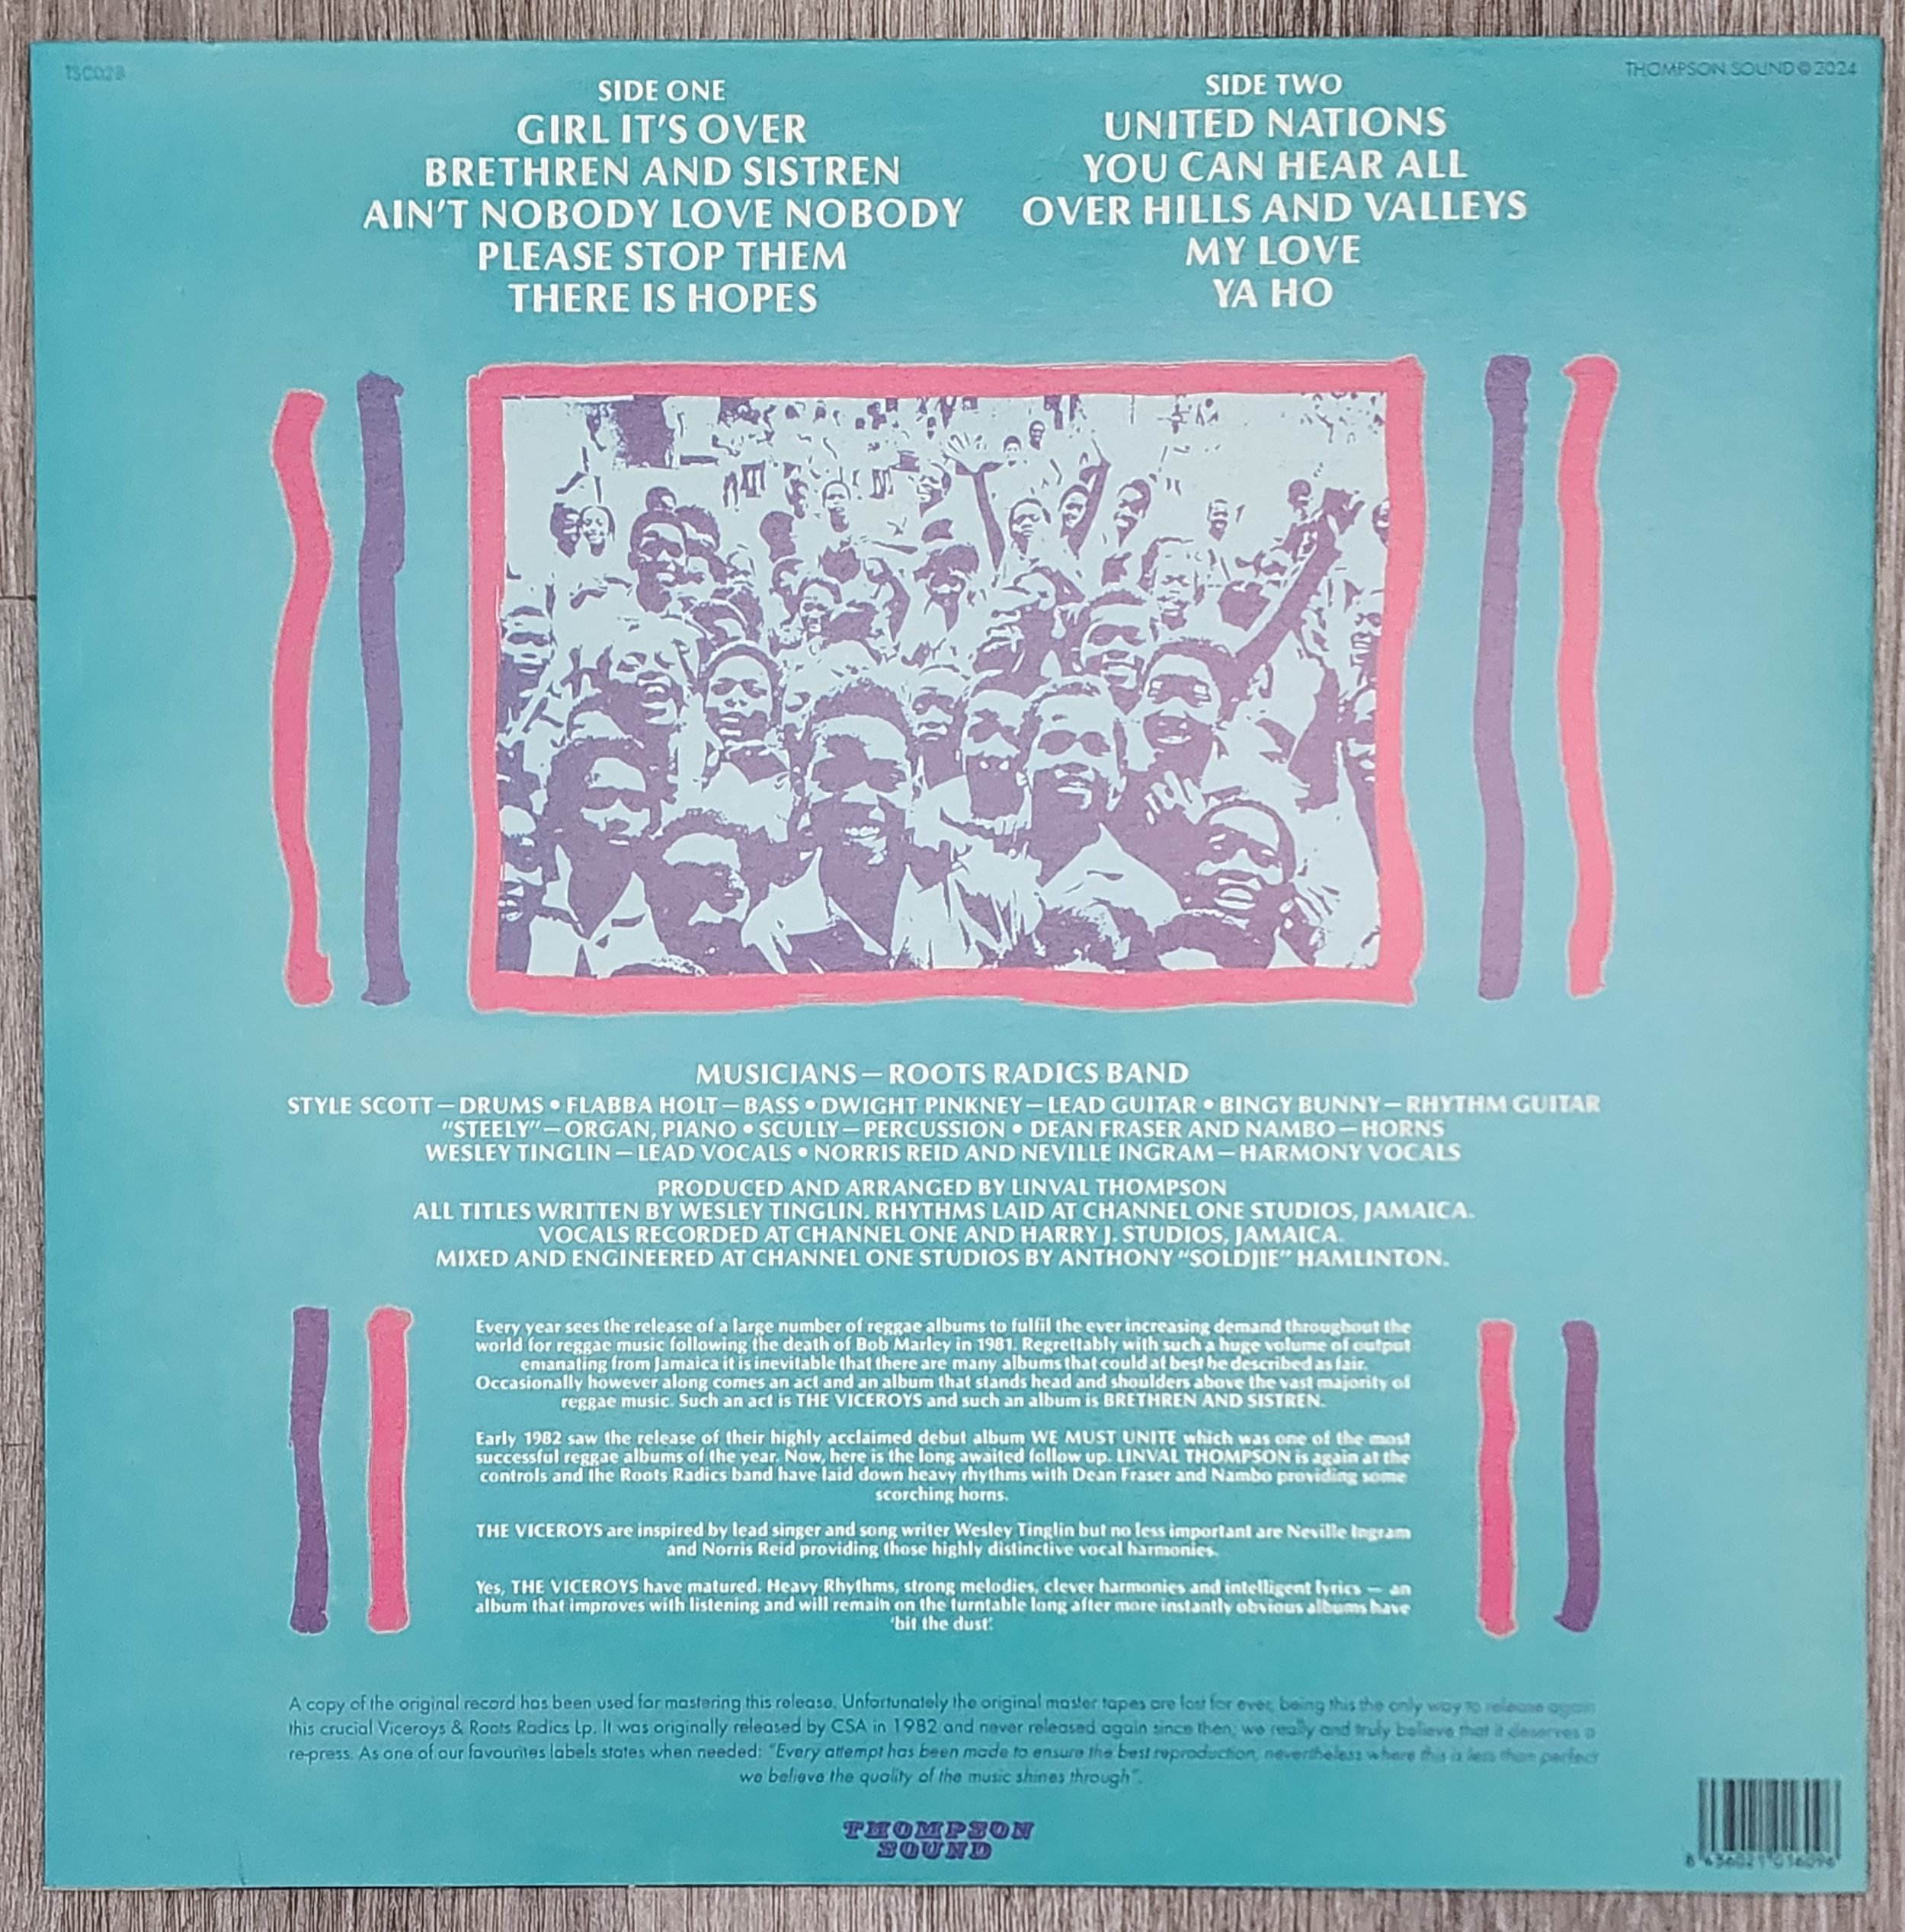 TSC028
THOMPSON SOUND © 2024
SIDE ONE
GIRL IT'S OVER
BRETHREN AND SISTREN
AIN'T NOBODY LOVE NOBODY
PLEASE STOP THEM
THERE IS HOPES
SIDE TWO
UNITED NATIONS
YOU CAN HEAR ALL
OVER HILLS AND VALLEYS
MY LOVE
YA HO
MUSICIANS — ROOTS RADICS BAND
STYLE SCOTT — DRUMS • FLABBA HOLT — BASS • DWIGHT PINKNEY — LEAD GUITAR • BINGY BUNNY — RHYTHM GUITAR
"STEELY" — ORGAN, PIANO • SCULLY — PERCUSSION • DEAN FRASER AND NAMBO — HORNS
WESLEY TINGLIN — LEAD VOCALS • NORRIS REID AND NEVILLE INGRAM — HARMONY VOCALS
PRODUCED AND ARRANGED BY LINVAL THOMPSON
ALL TITLES WRITTEN BY WESLEY TINGLIN. RHYTHMS LAID AT CHANNEL ONE STUDIOS, JAMAICA.
VOCALS RECORDED AT CHANNEL ONE AND HARRY J. STUDIOS, JAMAICA.
MIXED AND ENGINEERED AT CHANNEL ONE STUDIOS BY ANTHONY "SOLDJIE" HAMLINTON.
Every year sees the release of a large number of reggae albums to fulfil the ever increasing demand throughout the
world for reggae music following the death of Bob Marley in 1981. Regrettably with such a huge volume of output
emanating from Jamaica it is inevitable that there are many albums that could at best be described as fair.
Occasionally however along comes an act and an album that stands head and shoulders above the vast majority of
reggae music. Such an act is THE VICEROYS and such an album is BRETHREN AND SISTREN.
Early 1982 saw the release of their highly acclaimed debut album WE MUST UNITE which was one of the most
successful reggae albums of the year. Now, here is the long awaited follow up. LINVAL THOMPSON is again at the
controls and the Roots Radics band have laid down heavy rhythms with Dean Fraser and Nambo providing some
scorching horns.
THE VICEROYS are inspired by lead singer and song writer Wesley Tinglin but no less important are Neville Ingram
and Norris Reid providing those highly distinctive vocal harmonies.
Yes, THE VICEROYS have matured. Heavy Rhythms, strong melodies, clever harmonies and intelligent lyrics — an
album that improves with listening and will remain on the turntable long after more instantly obvious albums have
'bit the dust'.
A copy of the original record has been used for mastering this release. Unfortunately the original master tapes are lost for ever, being this the only way to release again
this crucial Viceroys & Roots Radics Lp. It was originally released by CSA in 1982 and never released again since then; we really and truly believe that it deserves a
re-press. As one of our favourites labels states when needed: "Every attempt has been made to ensure the best reproduction, nevertheless where this is less than perfect
we believe the quality of the music shines through".
THOMPSON
SOUND
8 436021 016096